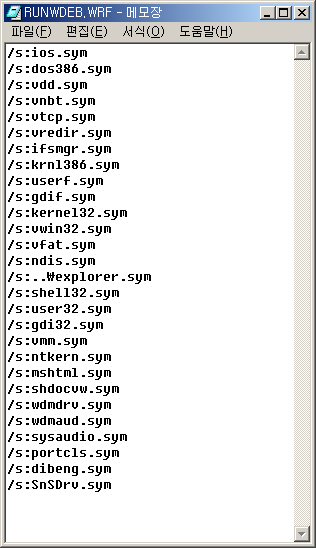 RUNWDEB.WRF - 메모장
파일(F) 편집(E) 서식(O) 도움말(H)
/s:ios.sym
/s:dos386.sym
/s:vdd.sym
/s:vnbt.sym
/s:vtcp.sym
/s:vredir.sym
/s:ifsmgr.sym
/s:krnl386.sym
/s:userf.sym
/s:gdif.sym
/s:kernel32.sym
/s:vwin32.sym
/s:vfat.sym
/s:ndis.sym
/s:..₩explorer.sym
/s:shell32.sym
/s:user32.sym
/s:gdi32.sym
/s:vmm.sym
/s:ntkern.sym
/s:mshtml.sym
/s:shdocvw.sym
/s:wdmdrv.sym
/s:wdmaud.sym
/s:sysaudio.sym
/s:portcls.sym
/s:dibeng.sym
/s:SnSDrv.sym